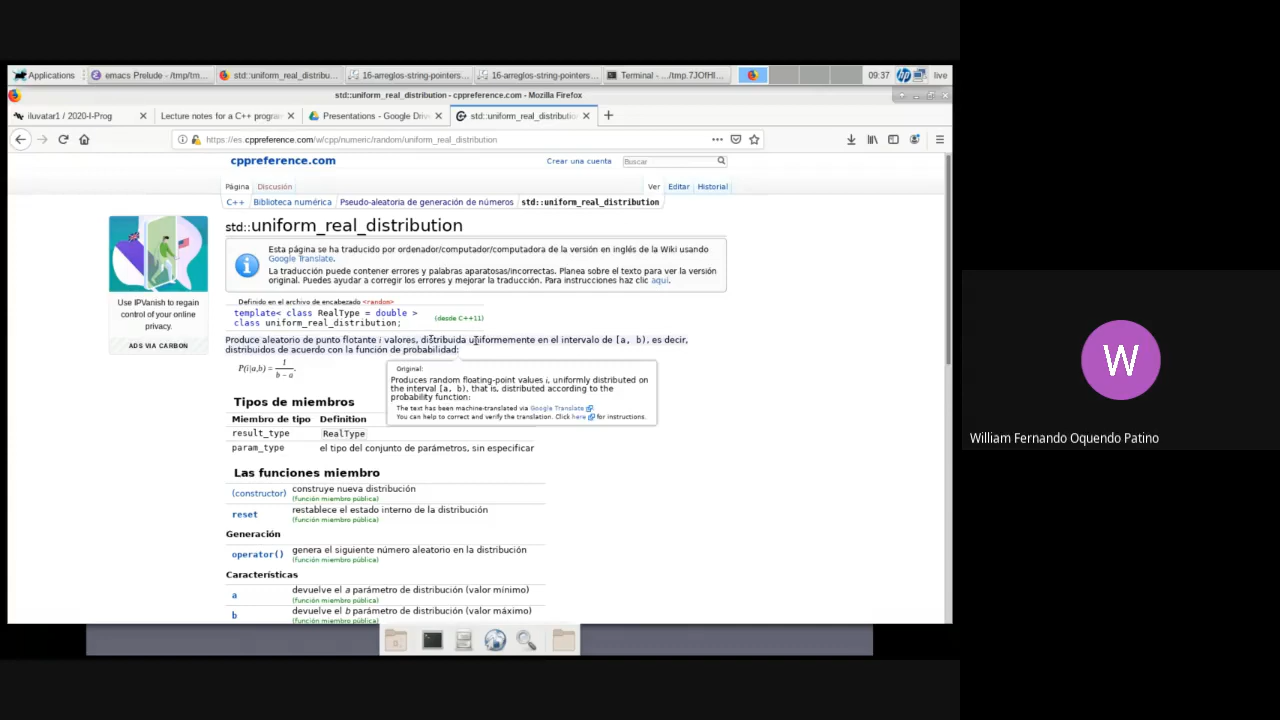 Applications
emacs Prelude - /tmp/tm...
std::uniform_real_distribu...
16-arreglos-string-pointers...
16-arreglos-string-pointers...
Terminal - .../tmp.7JOfHI...
09:37
live
std::uniform_real_distribution - cppreference.com - Mozilla Firefox
iluvatar1 / 2020-I-Prog
Lecture notes for a C++ program
Presentations - Google Driv
std::uniform_real_distributio
https://es.cppreference.com/w/cpp/numeric/random/uniform_real_distribution
cppreference.com
Crear una cuenta
Buscar
Página
Discusión
Ver
Editar
Historial
C++
Biblioteca numérica
Pseudo-aleatoria de generación de números
std::uniform_real_distribution
std::uniform_real_distribution
Esta página se ha traducido por ordenador/computador/computadora de la versión en inglés de la Wiki usando
Google Translate.
La traducción puede contener errores y palabras aparatosas/incorrectas. Planea sobre el texto para ver la versión
original. Puedes ayudar a corregir los errores y mejorar la traducción. Para instrucciones haz clic aquí.
Use IPVanish to regain
control of your online
privacy.
ADS VIA CARBON
Definido en el archivo de encabezado <random>
template< class RealType = double >
class uniform_real_distribution;
(desde C++11)
Produce aleatorio de punto flotante i valores, distribuida uniformemente en el intervalo de [a, b), es decir,
distribuidos de acuerdo con la función de probabilidad:
P(i|a,b) = 1
b − a
.
Original:
Produces random floating-point values i, uniformly distributed on
the interval [a, b), that is, distributed according to the
probability function:
The text has been machine-translated via Google Translate.
You can help to correct and verify the translation. Click here for instructions.
Tipos de miembros
Miembro de tipo Definition
result_type RealType
param_type el tipo del conjunto de parámetros, sin especificar
Las funciones miembro
(constructor) construye nueva distribución
(función miembro pública)
reset restablece el estado interno de la distribución
(función miembro pública)
Generación
operator() genera el siguiente número aleatorio en la distribución
(función miembro pública)
Características
a devuelve el a parámetro de distribución (valor mínimo)
(función miembro pública)
b devuelve el b parámetro de distribución (valor máximo)
(función miembro pública)
W
William Fernando Oquendo Patino